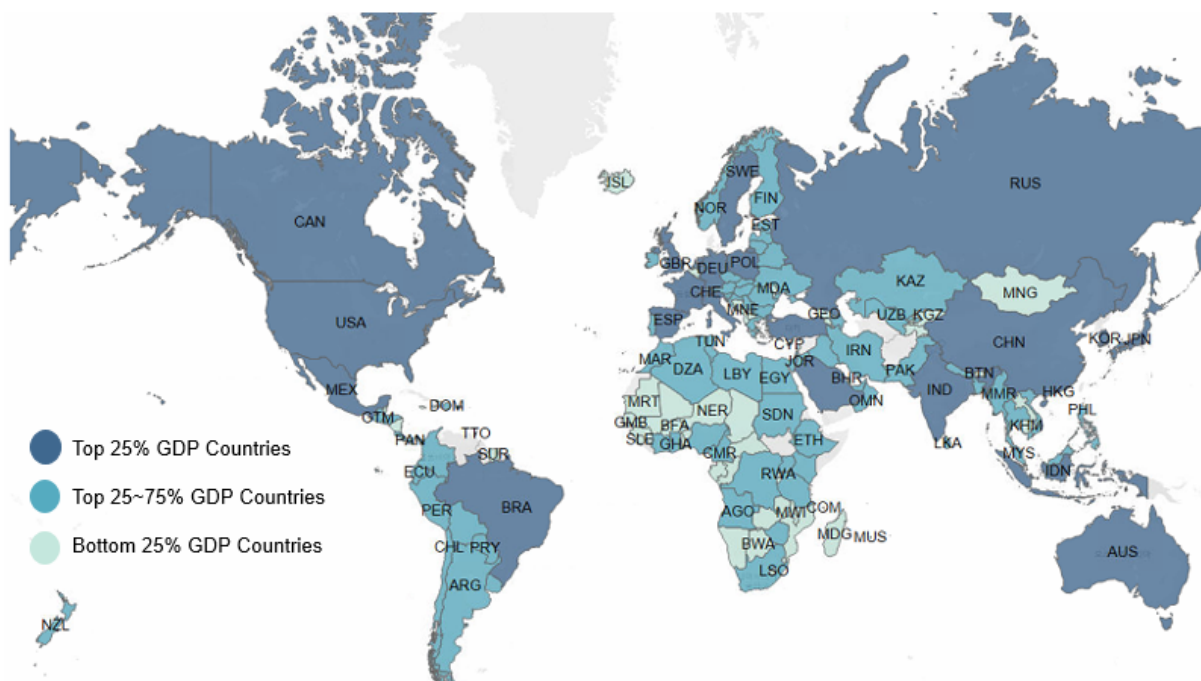 ISL
SWE
FIN
NOR
EST
RUS
CAN
GBR
DEU
POL
KAZ
MDA
CHE
MNG
MNE
USA
ESP
GEO
UZB
KGZ
TUN
CYP
CHN
KOR
JPN
MAR
JOR
IRN
DZA
LBY
EGY
PAK
MEX
BHR
BTN
IND
OMN
MMR
HKG
GTM
DOM
MRT
NER
SDN
PHL
GMB
BFA
KHM
PAN
TTO
SLE
GHA
ETH
LKA
Top 25% GDP Countries
SUR
CMR
MYS
ECU
RWA
IDN
Top 25~75% GDP Countries
BRA
PER
AGO
MWI
COM
MDG
MUS
Bottom 25% GDP Countries
CHL
PRY
BWA
AUS
LSO
ARG
NZL